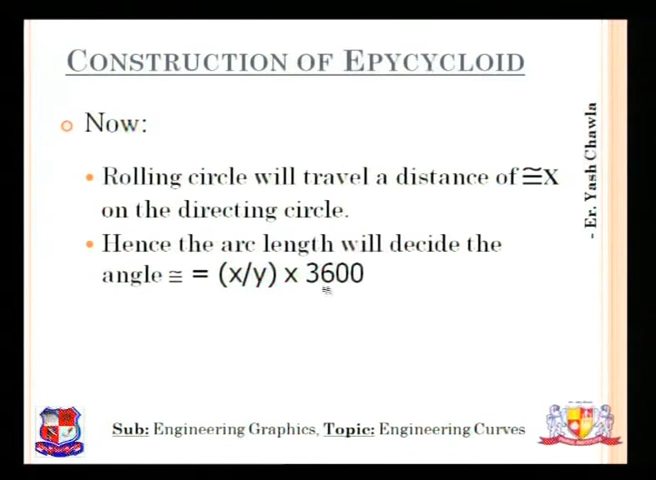 CONSTRUCTION OF EPYCYCLOID
Now:
Rolling circle will travel a distance of ≅x
on the directing circle.
Hence the arc length will decide the
angle ≅ = (x/y) x 3600
- Er. Yash Chawla
Sub: Engineering Graphics, Topic: Engineering Curves